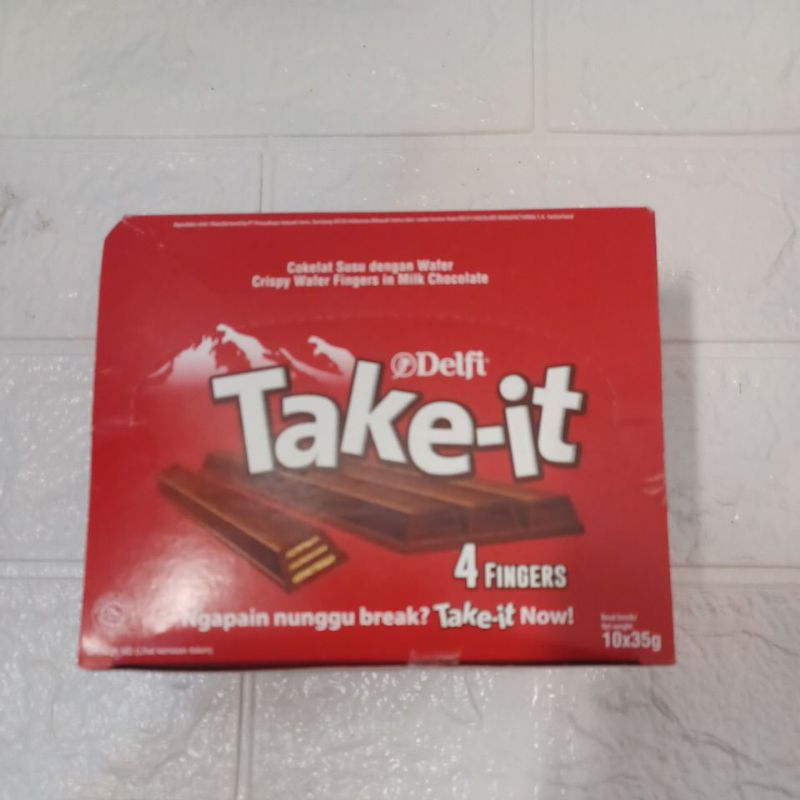 Cokelat Susu dengan Wafer
Crispy Wafer Fingers in Milk Chocolate
Delfi
Take-it
4 FINGERS
Ngapain nunggu break? Take-it Now!
10x35g